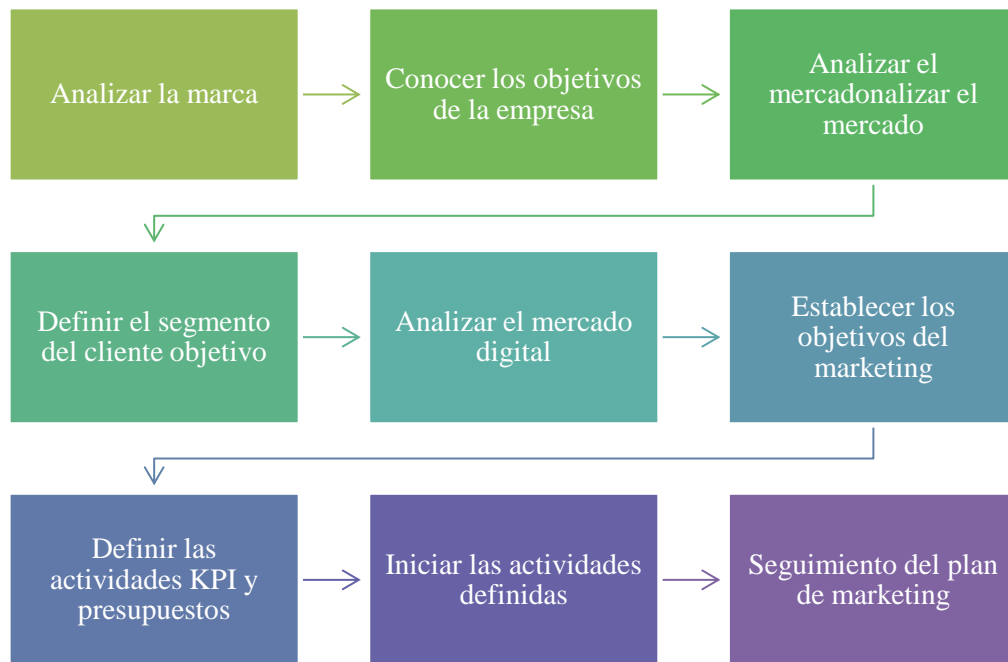 Analizar la marca
Conocer los objetivos
de la empresa
Analizar el
mercadonalizar el
mercado
Definir el segmento
del cliente objetivo
Analizar el mercado
digital
Establecer los
objetivos del
marketing
Definir las
actividades KPI y
presupuestos
Iniciar las actividades
definidas
Seguimiento del plan
de marketing